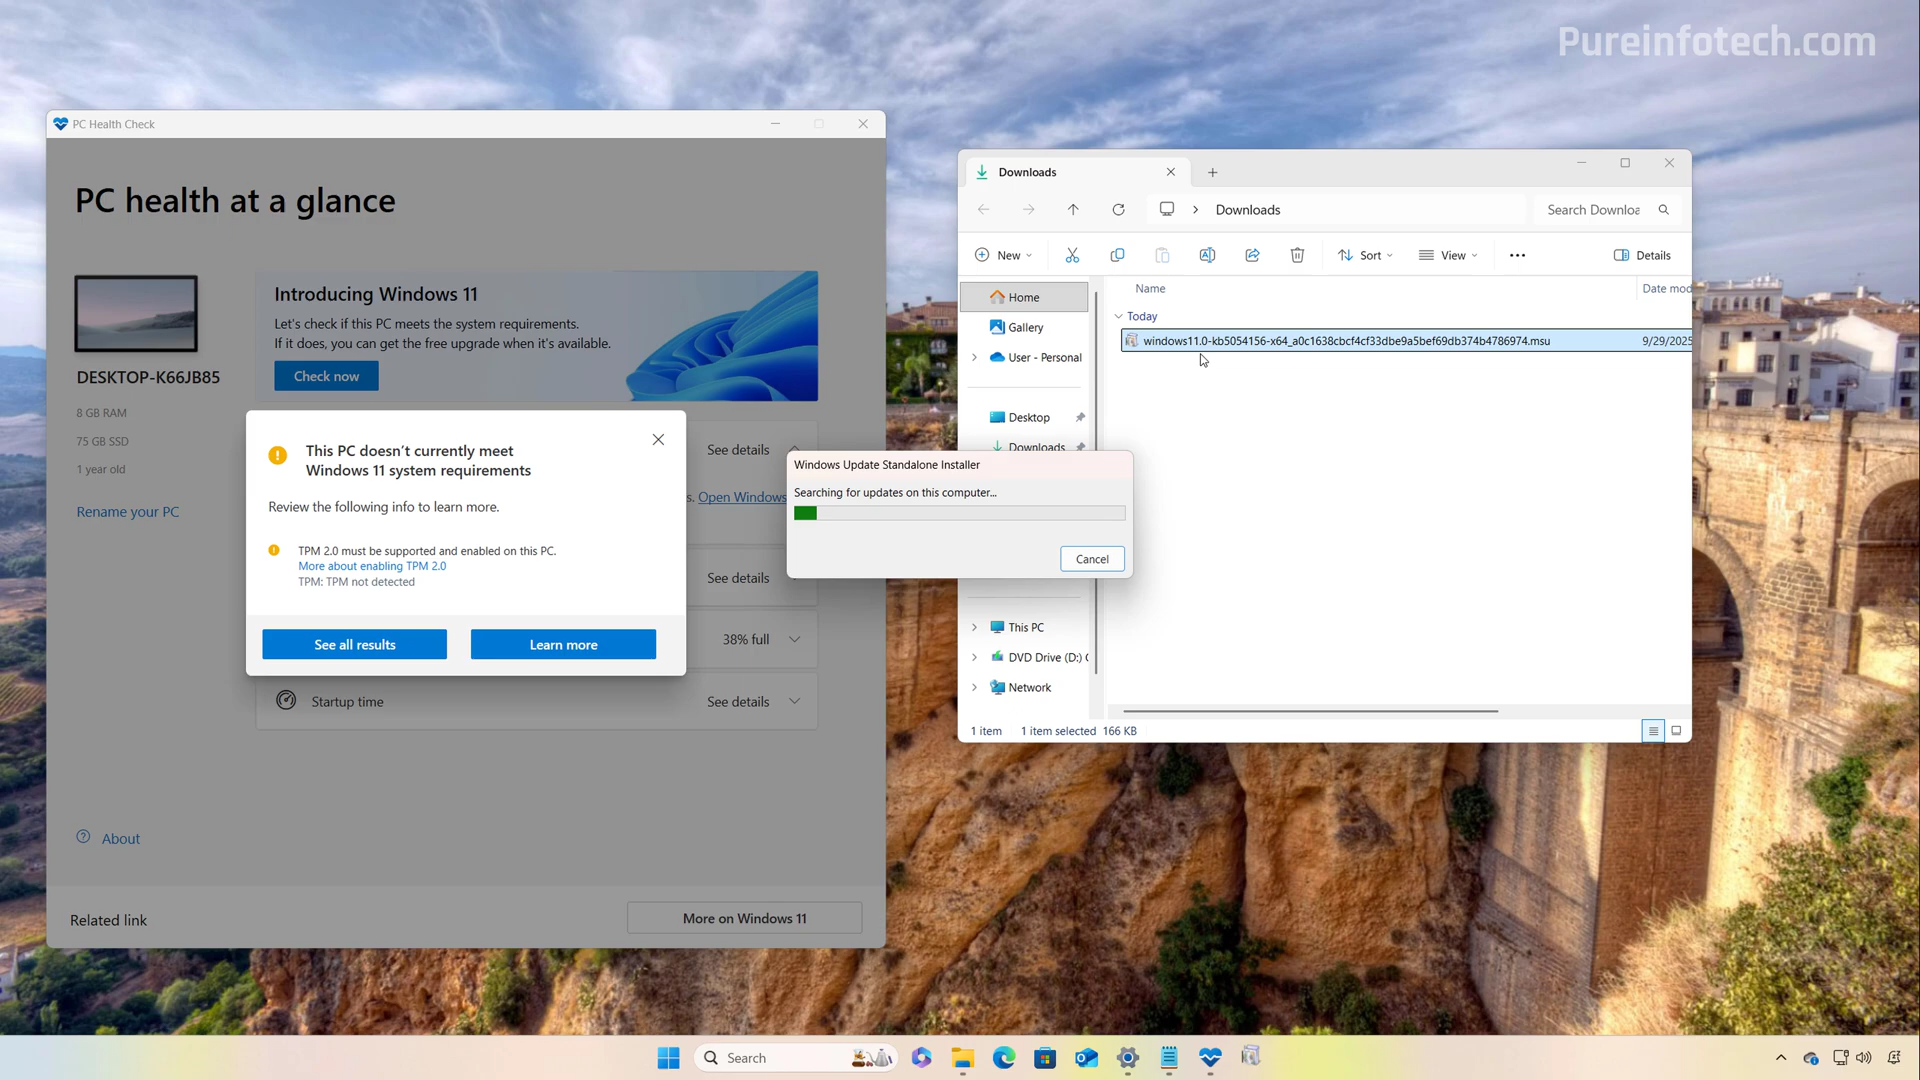 Pureinfotech.com
PC Health Check
PC health at a glance
DESKTOP-K66JB85
8 GB RAM
75 GB SSD
1 year old
Rename your PC
Introducing Windows 11
Let's check if this PC meets the system requirements.
If it does, you can get the free upgrade when it's available.
Check now
See details
s. Open Windows
See details
38% full
Startup time
See details
This PC doesn't currently meet
Windows 11 system requirements
Review the following info to learn more.
TPM 2.0 must be supported and enabled on this PC.
More about enabling TPM 2.0
TPM: TPM not detected
See all results
Learn more
About
Related link
More on Windows 11
Windows Update Standalone Installer
Searching for updates on this computer...
Cancel
Downloads
Downloads
Search Downloa
New
Sort
View
Details
Home
Gallery
User - Personal
Desktop
Downloads
This PC
DVD Drive (D:)
Network
Name
Date mod
Today
windows11.0-kb5054156-x64_a0c1638cbcf4cf33dbe9a5bef69db374b4786974.msu
9/29/2025
1 item
1 item selected 166 KB
Search